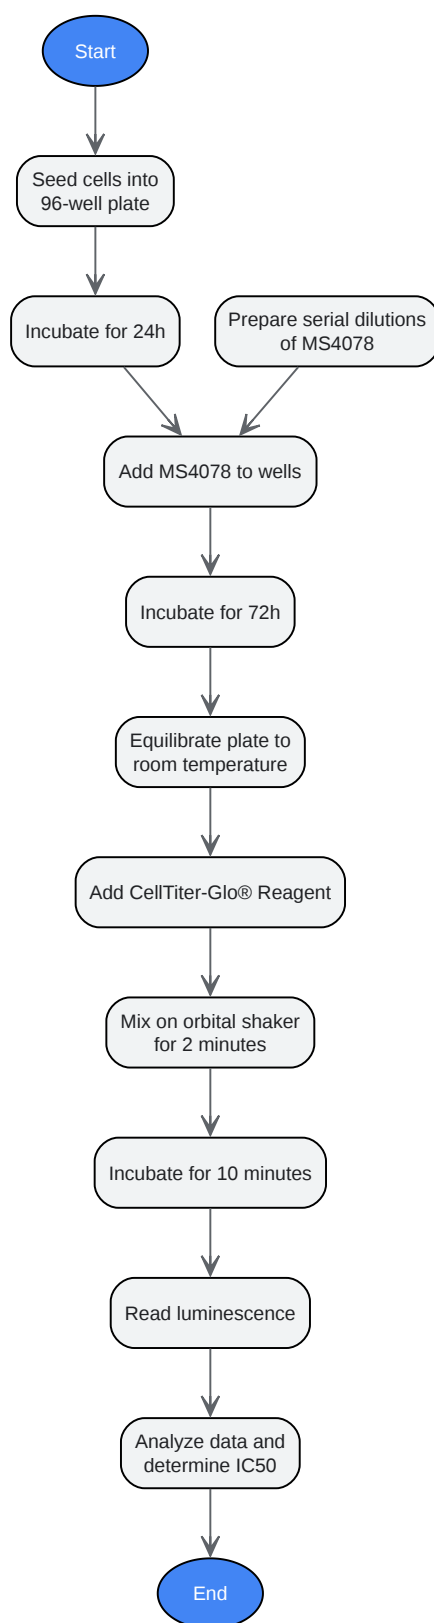 Start
Seed cells into
96-well plate
Incubate for 24h
Prepare serial dilutions
of MS4078
Add MS4078 to wells
Incubate for 72h
Equilibrate plate to
room temperature
Add CellTiter-Glo® Reagent
Mix on orbital shaker
for 2 minutes
Incubate for 10 minutes
Read luminescence
Analyze data and
determine IC50
End